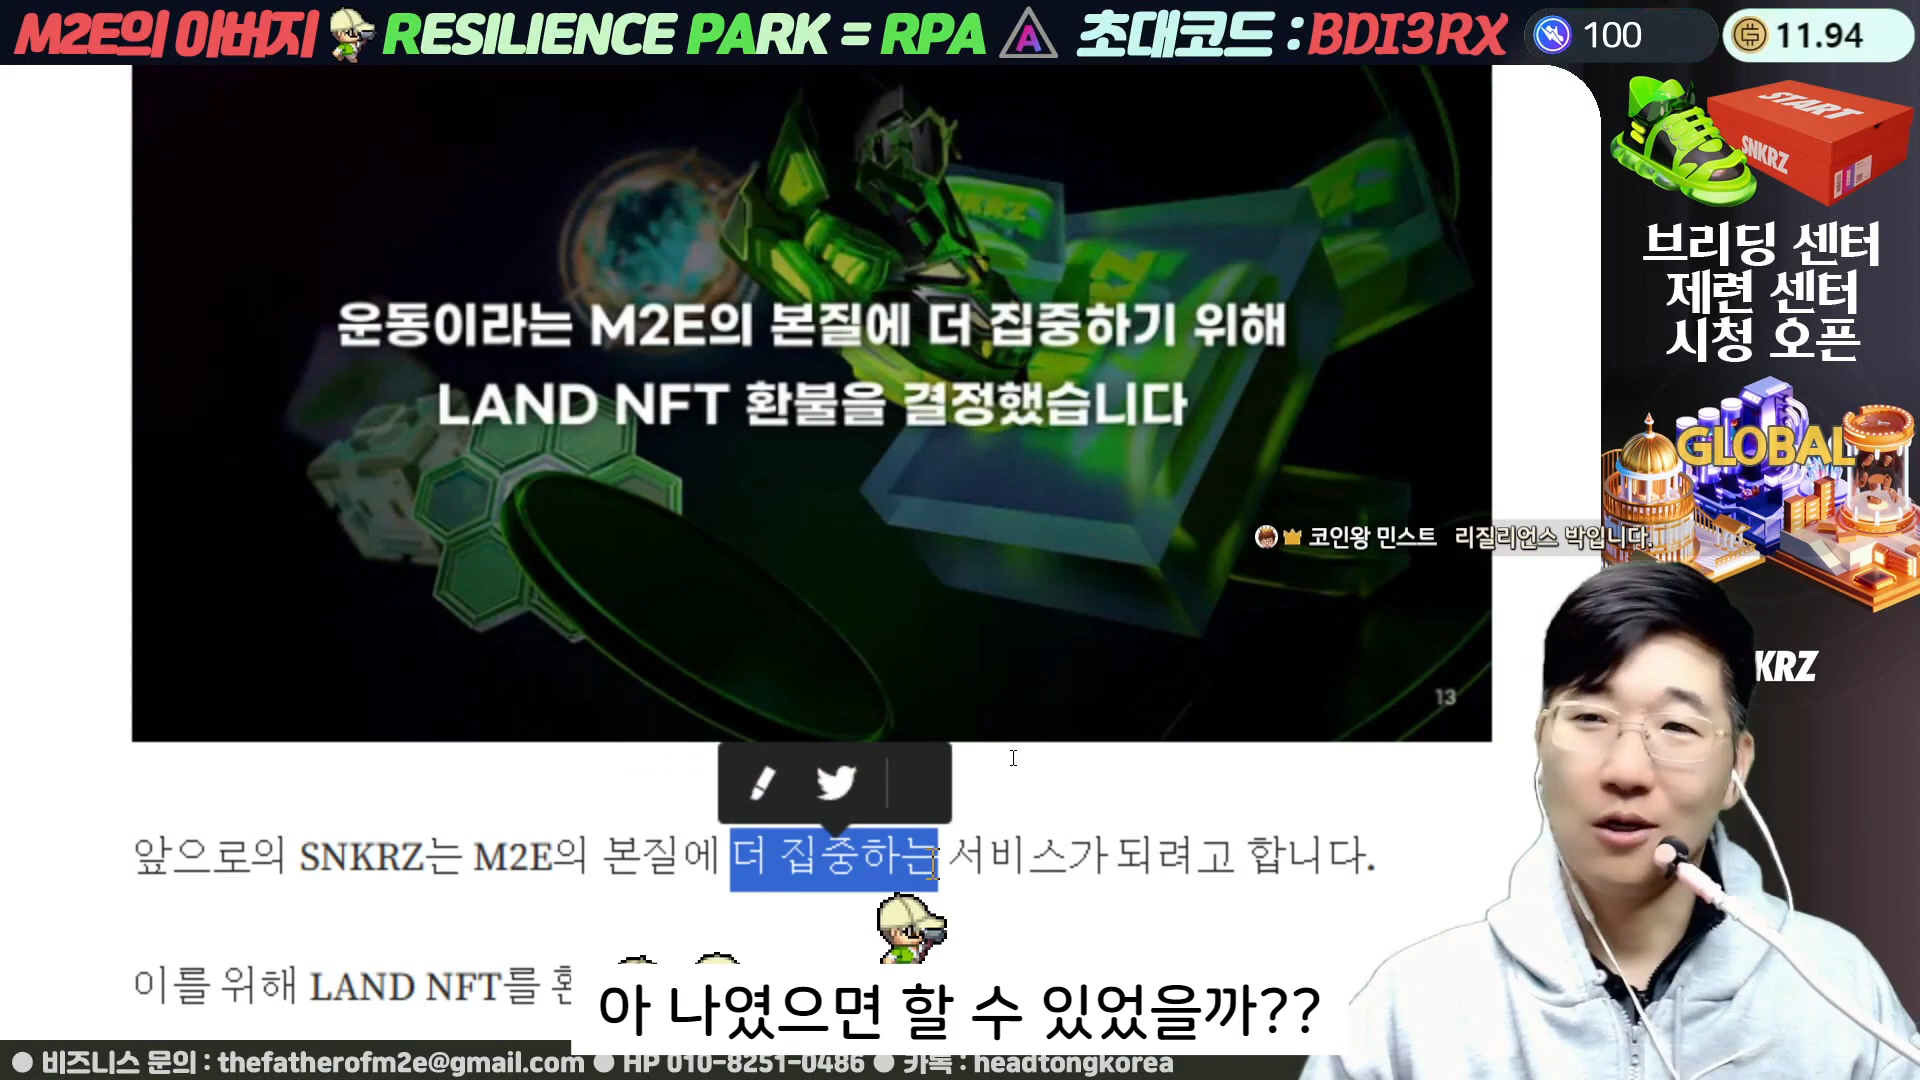 M2E의 아버지 RESILIENCE PARK = RPA A 초대코드 : BDI3RX 100 11.94
START
SNKRZ
브리딩 센터
제련 센터
시청 오픈
GLOBAL
SNKRZ
운동이라는 M2E의 본질에 더 집중하기 위해
LAND NFT 환불을 결정했습니다
코인왕 민스트 리질리언스 박입니다.
KRZ
13
앞으로의 SNKRZ는 M2E의 본질에 더 집중하는 서비스가 되려고 합니다.
이를 위해 LAND NFT를
아 나였으면 할 수 있었을까??
● 비즈니스 문의 : thefatherofm2e@gmail.com ● HP 010-8251-0486 ● 카톡 : headtongkorea